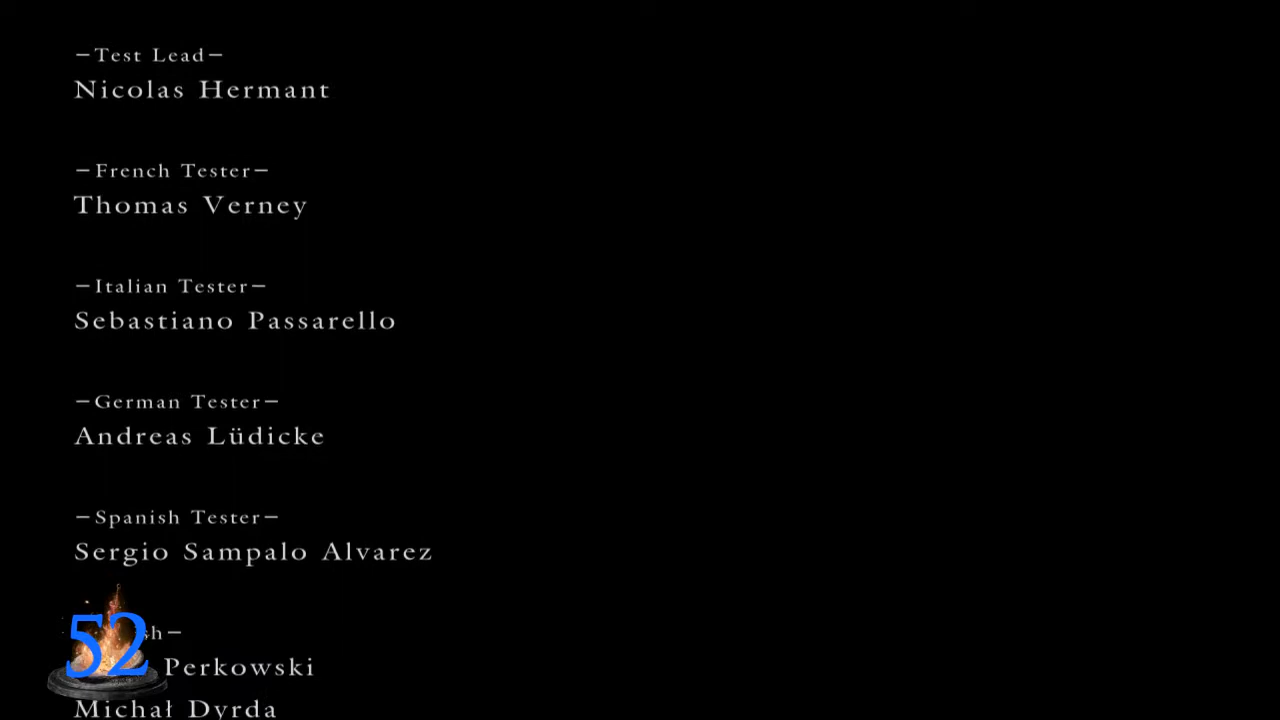 –Test Lead–
Nicolas Hermant
–French Tester–
Thomas Verney
–Italian Tester–
Sebastiano Passarello
–German Tester–
Andreas Lüdicke
–Spanish Tester–
Sergio Sampalo Alvarez
52
Perkowski
Michał Dyrda